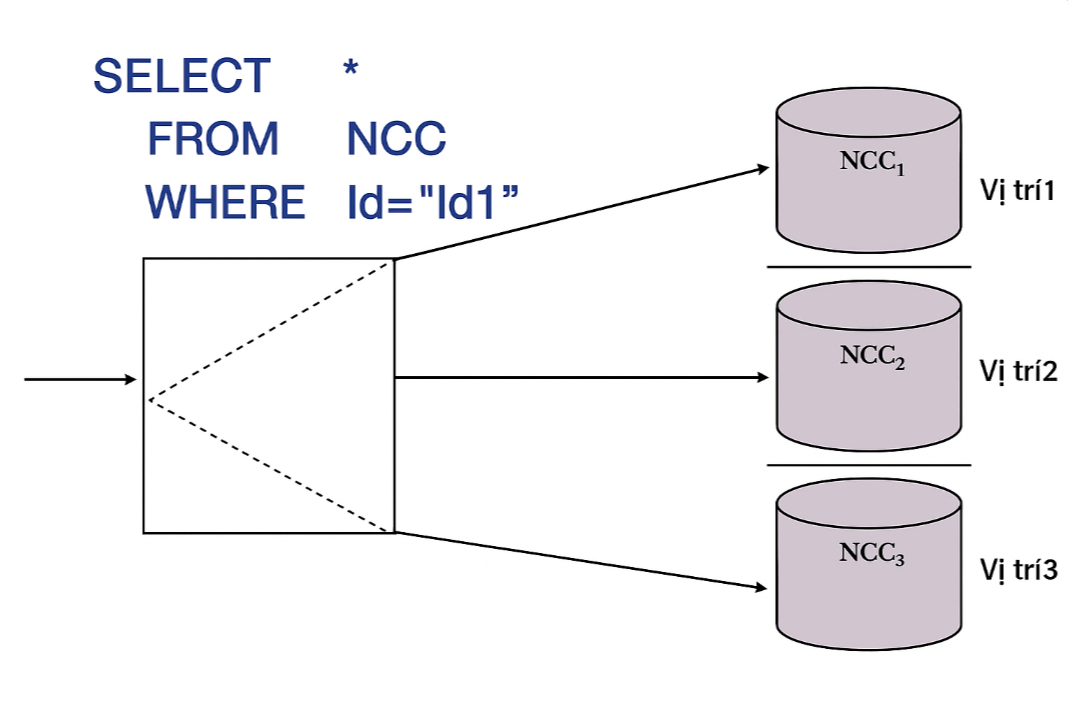 SELECT *
FROM NCC
WHERE Id="Id1”
NCC₁
Vị trí1
NCC₂
Vị trí2
NCC₃
Vị trí3